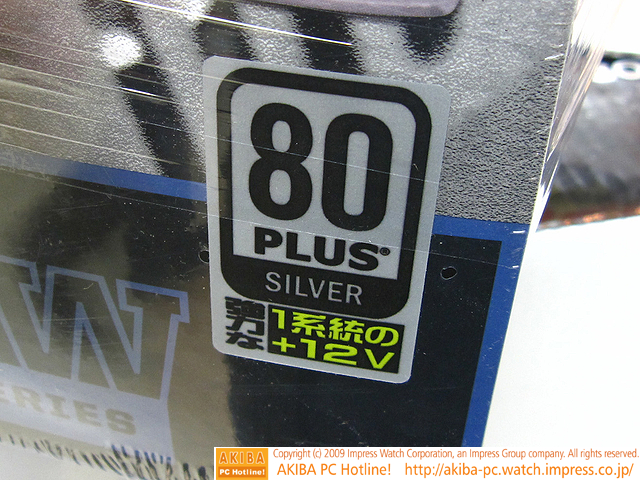 80
PLUS®
SILVER
強力な
1系統の
+12V
W
ERIES
AKIBA
PC Hotline!
Copyright (c) 2009 Impress Watch Corporation, an Impress Group company. All rights reserved.
AKIBA PC Hotline! http://akiba-pc.watch.impress.co.jp/